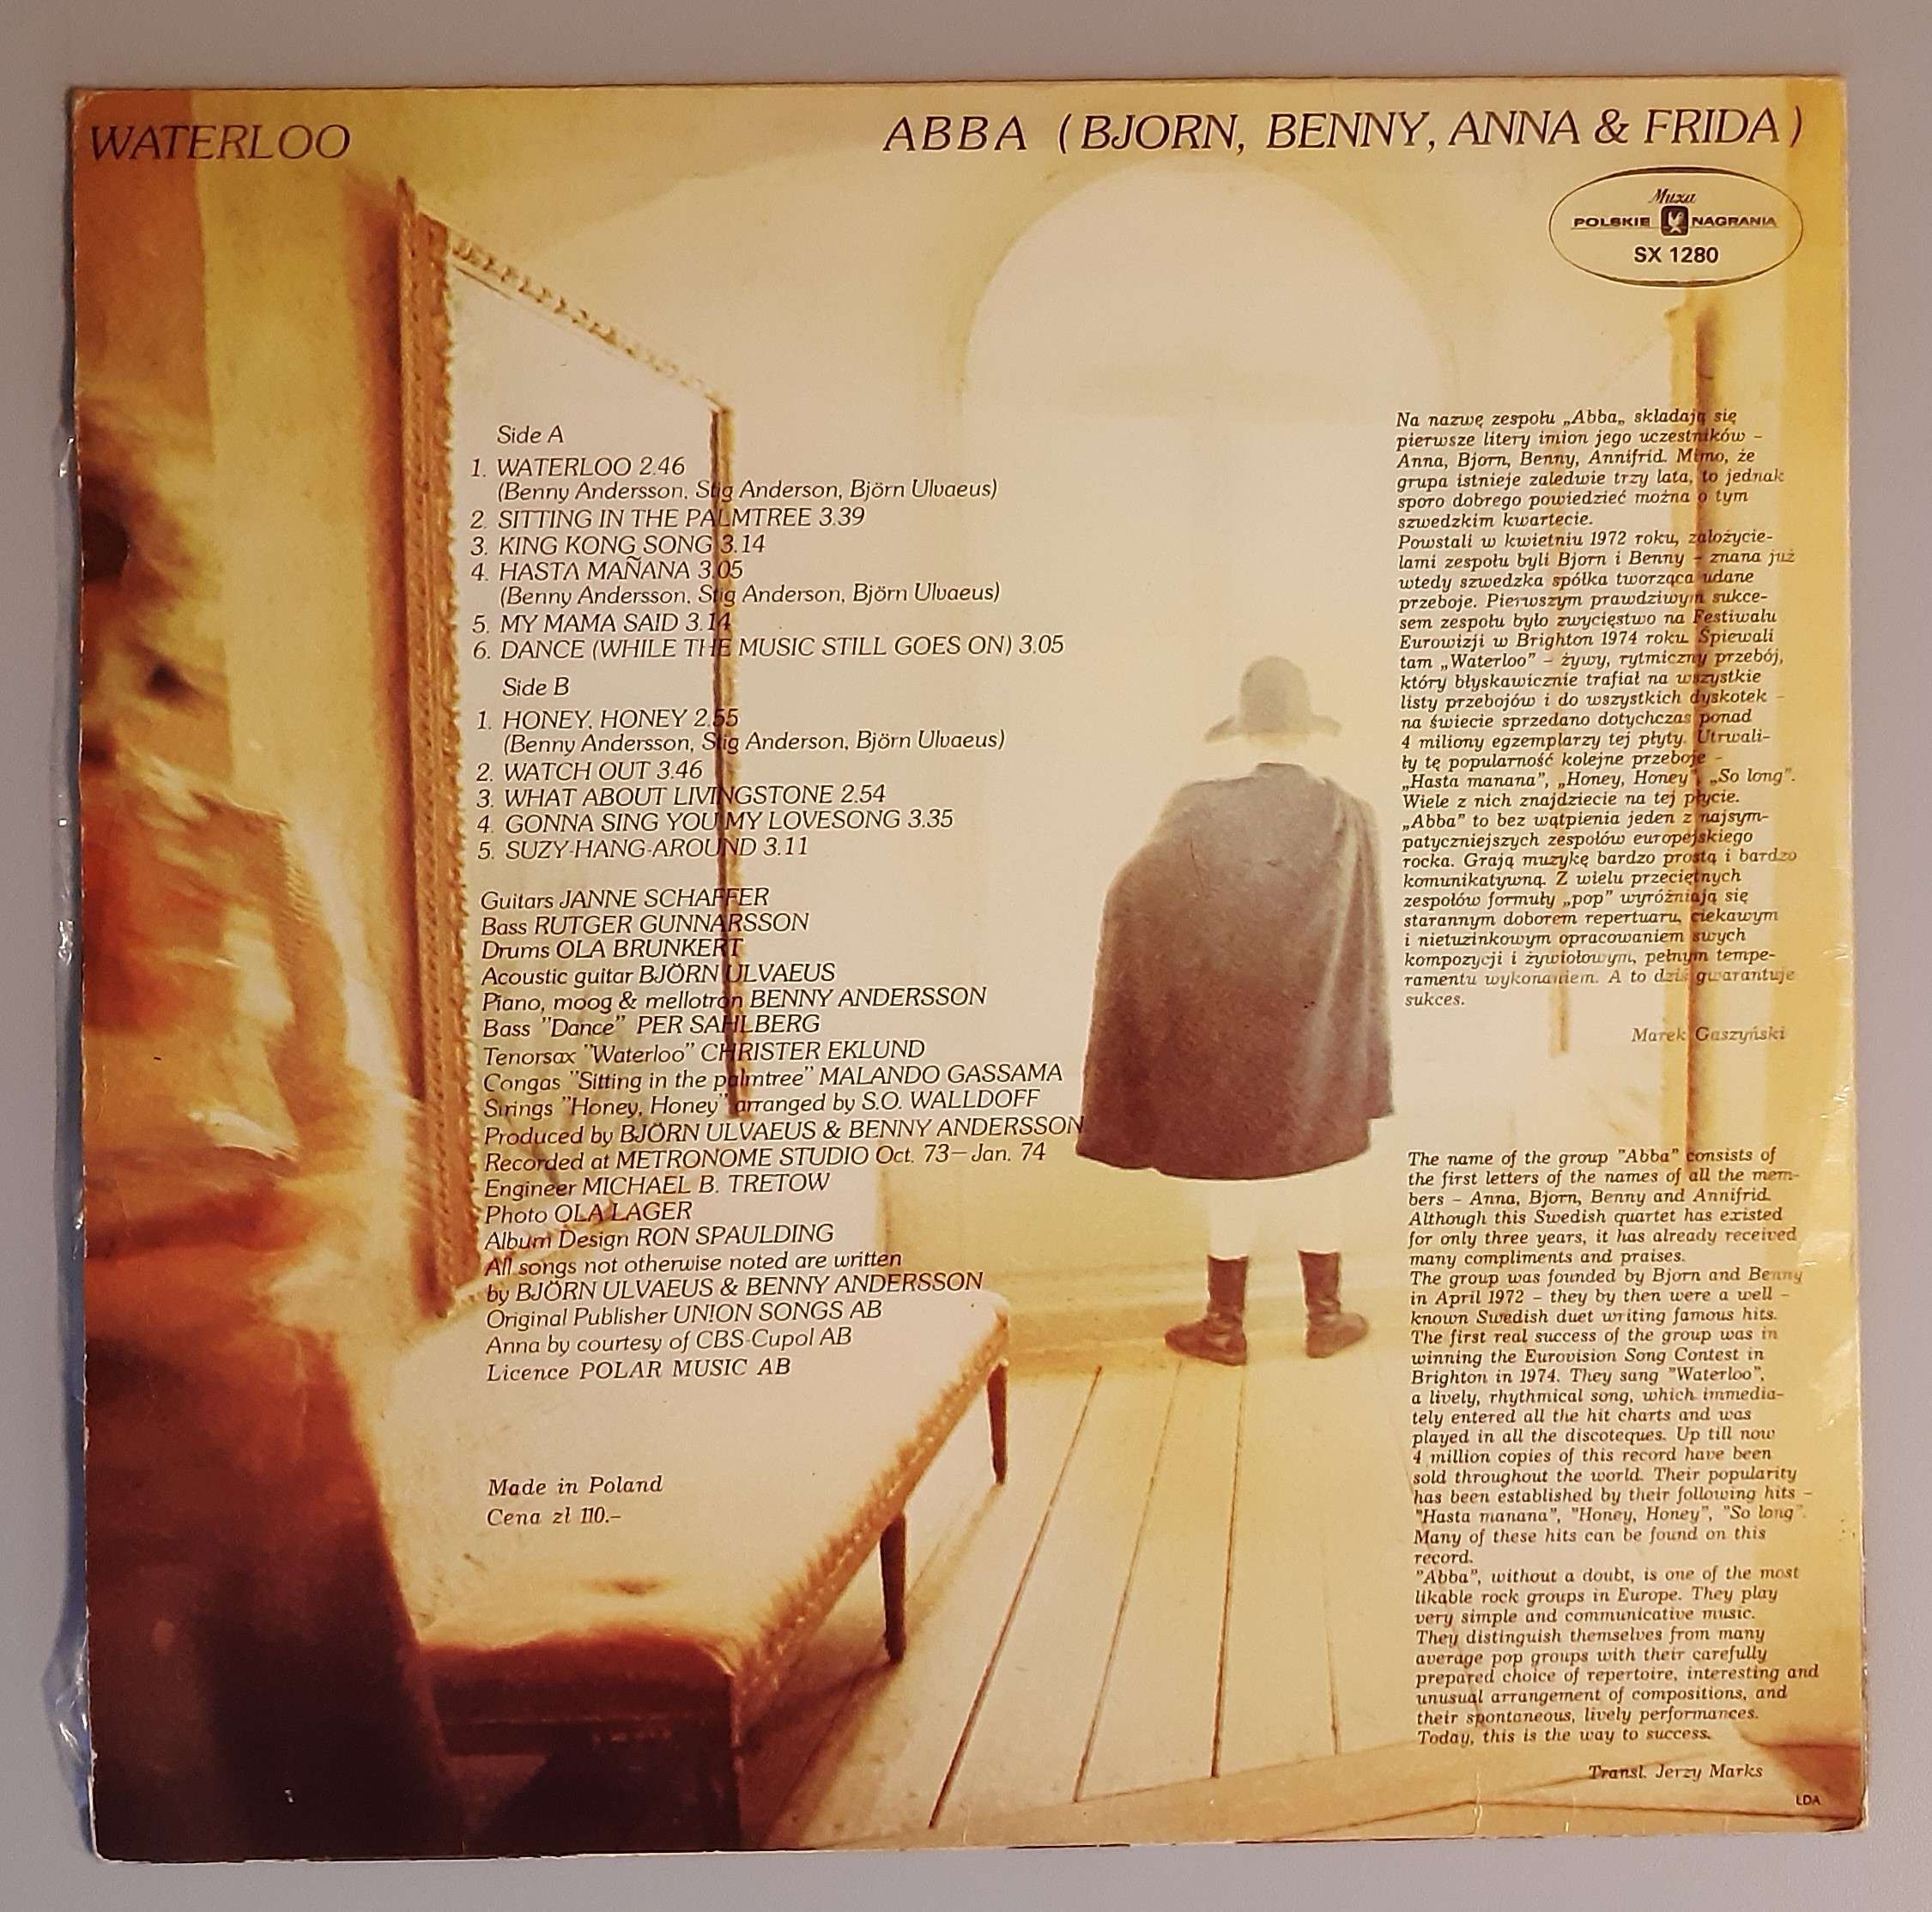 WATERLOO
ABBA (BJORN, BENNY, ANNA & FRIDA)
Muza
POLSKIE NAGRANIA
SX 1280
Side A
1. WATERLOO 2.46
(Benny Andersson, Stig Anderson, Björn Ulvaeus)
2. SITTING IN THE PALMTREE 3.39
3. KING KONG SONG 3.14
4. HASTA MAÑANA 3.05
(Benny Andersson, Stig Anderson, Björn Ulvaeus)
5. MY MAMA SAID 3.14
6. DANCE (WHILE THE MUSIC STILL GOES ON) 3.05
Side B
1. HONEY, HONEY 2.55
(Benny Andersson, Stig Anderson, Björn Ulvaeus)
2. WATCH OUT 3.46
3. WHAT ABOUT LIVINGSTONE 2.54
4. GONNA SING YOU MY LOVESONG 3.35
5. SUZY-HANG-AROUND 3.11
Guitars JANNE SCHAFFER
Bass RUTGER GUNNARSSON
Drums OLA BRUNKERT
Acoustic guitar BJÖRN ULVAEUS
Piano, moog & mellotron BENNY ANDERSSON
Bass "Dance" PER SAHLBERG
Tenorsax "Waterloo" CHRISTER EKLUND
Congas "Sitting in the palmtree" MALANDO GASSAMA
Strings "Honey, Honey" arranged by S.O. WALLDOFF
Produced by BJÖRN ULVAEUS & BENNY ANDERSSON
Recorded at METRONOME STUDIO Oct. 73—Jan. 74
Engineer MICHAEL B. TRETOW
Photo OLA LAGER
Album Design RON SPAULDING
All songs not otherwise noted are written
by BJÖRN ULVAEUS & BENNY ANDERSSON
Original Publisher UNION SONGS AB
Anna by courtesy of CBS-Cupol AB
Licence POLAR MUSIC AB
Made in Poland
Cena zł 110.–
Na nazwę zespołu „Abba„ składają się
pierwsze litery imion jego uczestników –
Anna, Bjorn, Benny, Annifrid. Mimo, że
grupa istnieje zaledwie trzy lata, to jednak
sporo dobrego powiedzieć można o tym
szwedzkim kwartecie.
Powstali w kwietniu 1972 roku, założycie-
lami zespołu byli Bjorn i Benny – znana już
wtedy szwedzka spółka tworząca udane
przeboje. Pierwszym prawdziwym sukce-
sem zespołu było zwycięstwo na Festiwalu
Eurowizji w Brighton 1974 roku. Śpiewali
tam „Waterloo” – żywy, rytmiczny przebój,
który błyskawicznie trafiał na wszystkie
listy przebojów i do wszystkich dyskotek –
na świecie sprzedano dotychczas ponad
4 miliony egzemplarzy tej płyty. Utrwali-
ły tę popularność kolejne przeboje –
„Hasta manana”, „Honey, Honey”, „So long”.
Wiele z nich znajdziecie na tej płycie.
„Abba” to bez wątpienia jeden z najsym-
patyczniejszych zespołów europejskiego
rocka. Grają muzykę bardzo prostą i bardzo
komunikatywną. Z wielu przeciętnych
zespołów formuły „pop” wyróżniają się
starannym doborem repertuaru, ciekawym
i nietuzinkowym opracowaniem swych
kompozycji i żywiołowym, pełnym tempe-
ramentu wykonaniem. A to dziś gwarantuje
sukces.
Marek Gaszyński
The name of the group "Abba" consists of
the first letters of the names of all the mem-
bers – Anna, Bjorn, Benny and Annifrid.
Although this Swedish quartet has existed
for only three years, it has already received
many compliments and praises.
The group was founded by Bjorn and Benny
in April 1972 – they by then were a well –
known Swedish duet writing famous hits.
The first real success of the group was in
winning the Eurovision Song Contest in
Brighton in 1974. They sang "Waterloo",
a lively, rhythmical song, which immedia-
tely entered all the hit charts and was
played in all the discoteques. Up till now
4 million copies of this record have been
sold throughout the world. Their popularity
has been established by their following hits –
"Hasta manana", "Honey, Honey", "So long".
Many of these hits can be found on this
record.
"Abba", without a doubt, is one of the most
likable rock groups in Europe. They play
very simple and communicative music.
They distinguish themselves from many
average pop groups with their carefully
prepared choice of repertoire, interesting and
unusual arrangement of compositions, and
their spontaneous, lively performances.
Today, this is the way to success.
Transl. Jerzy Marks
LDA